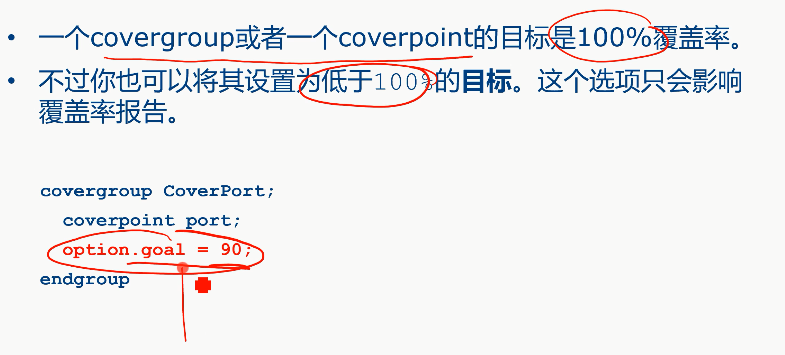 • 一个covergroup或者一个coverpoint的目标是100%覆盖率。
• 不过你也可以将其设置为低于100%的目标。这个选项只会影响
覆盖率报告。
covergroup CoverPort;
coverpoint port;
option.goal = 90;
endgroup